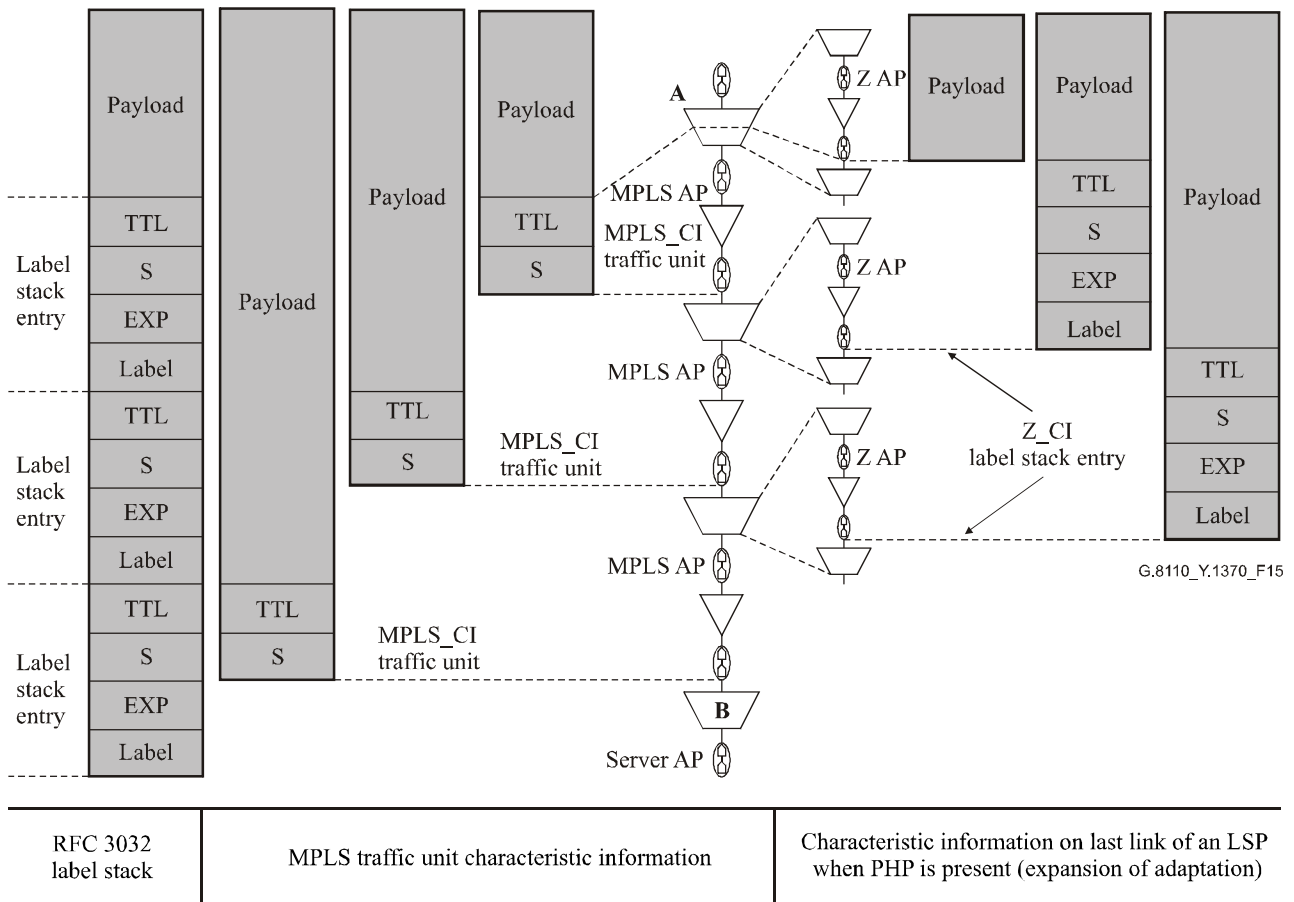 Payload
TTL
S
EXP
Label
TTL
S
EXP
Label
TTL
S
EXP
Label
Label
stack
entry
Label
stack
entry
Label
stack
entry
Payload
TTL
S
Payload
TTL
S
Payload
TTL
S
A
MPLS AP
MPLS_CI
traffic unit
MPLS AP
MPLS_CI
traffic unit
MPLS AP
MPLS_CI
traffic unit
B
Server AP
Z AP
Z AP
Z AP
Payload
Payload
TTL
S
EXP
Label
Payload
TTL
S
EXP
Label
Z_CI
label stack entry
G.8110_Y.1370_F15
RFC 3032
label stack
MPLS traffic unit characteristic information
Characteristic information on last link of an LSP
when PHP is present (expansion of adaptation)